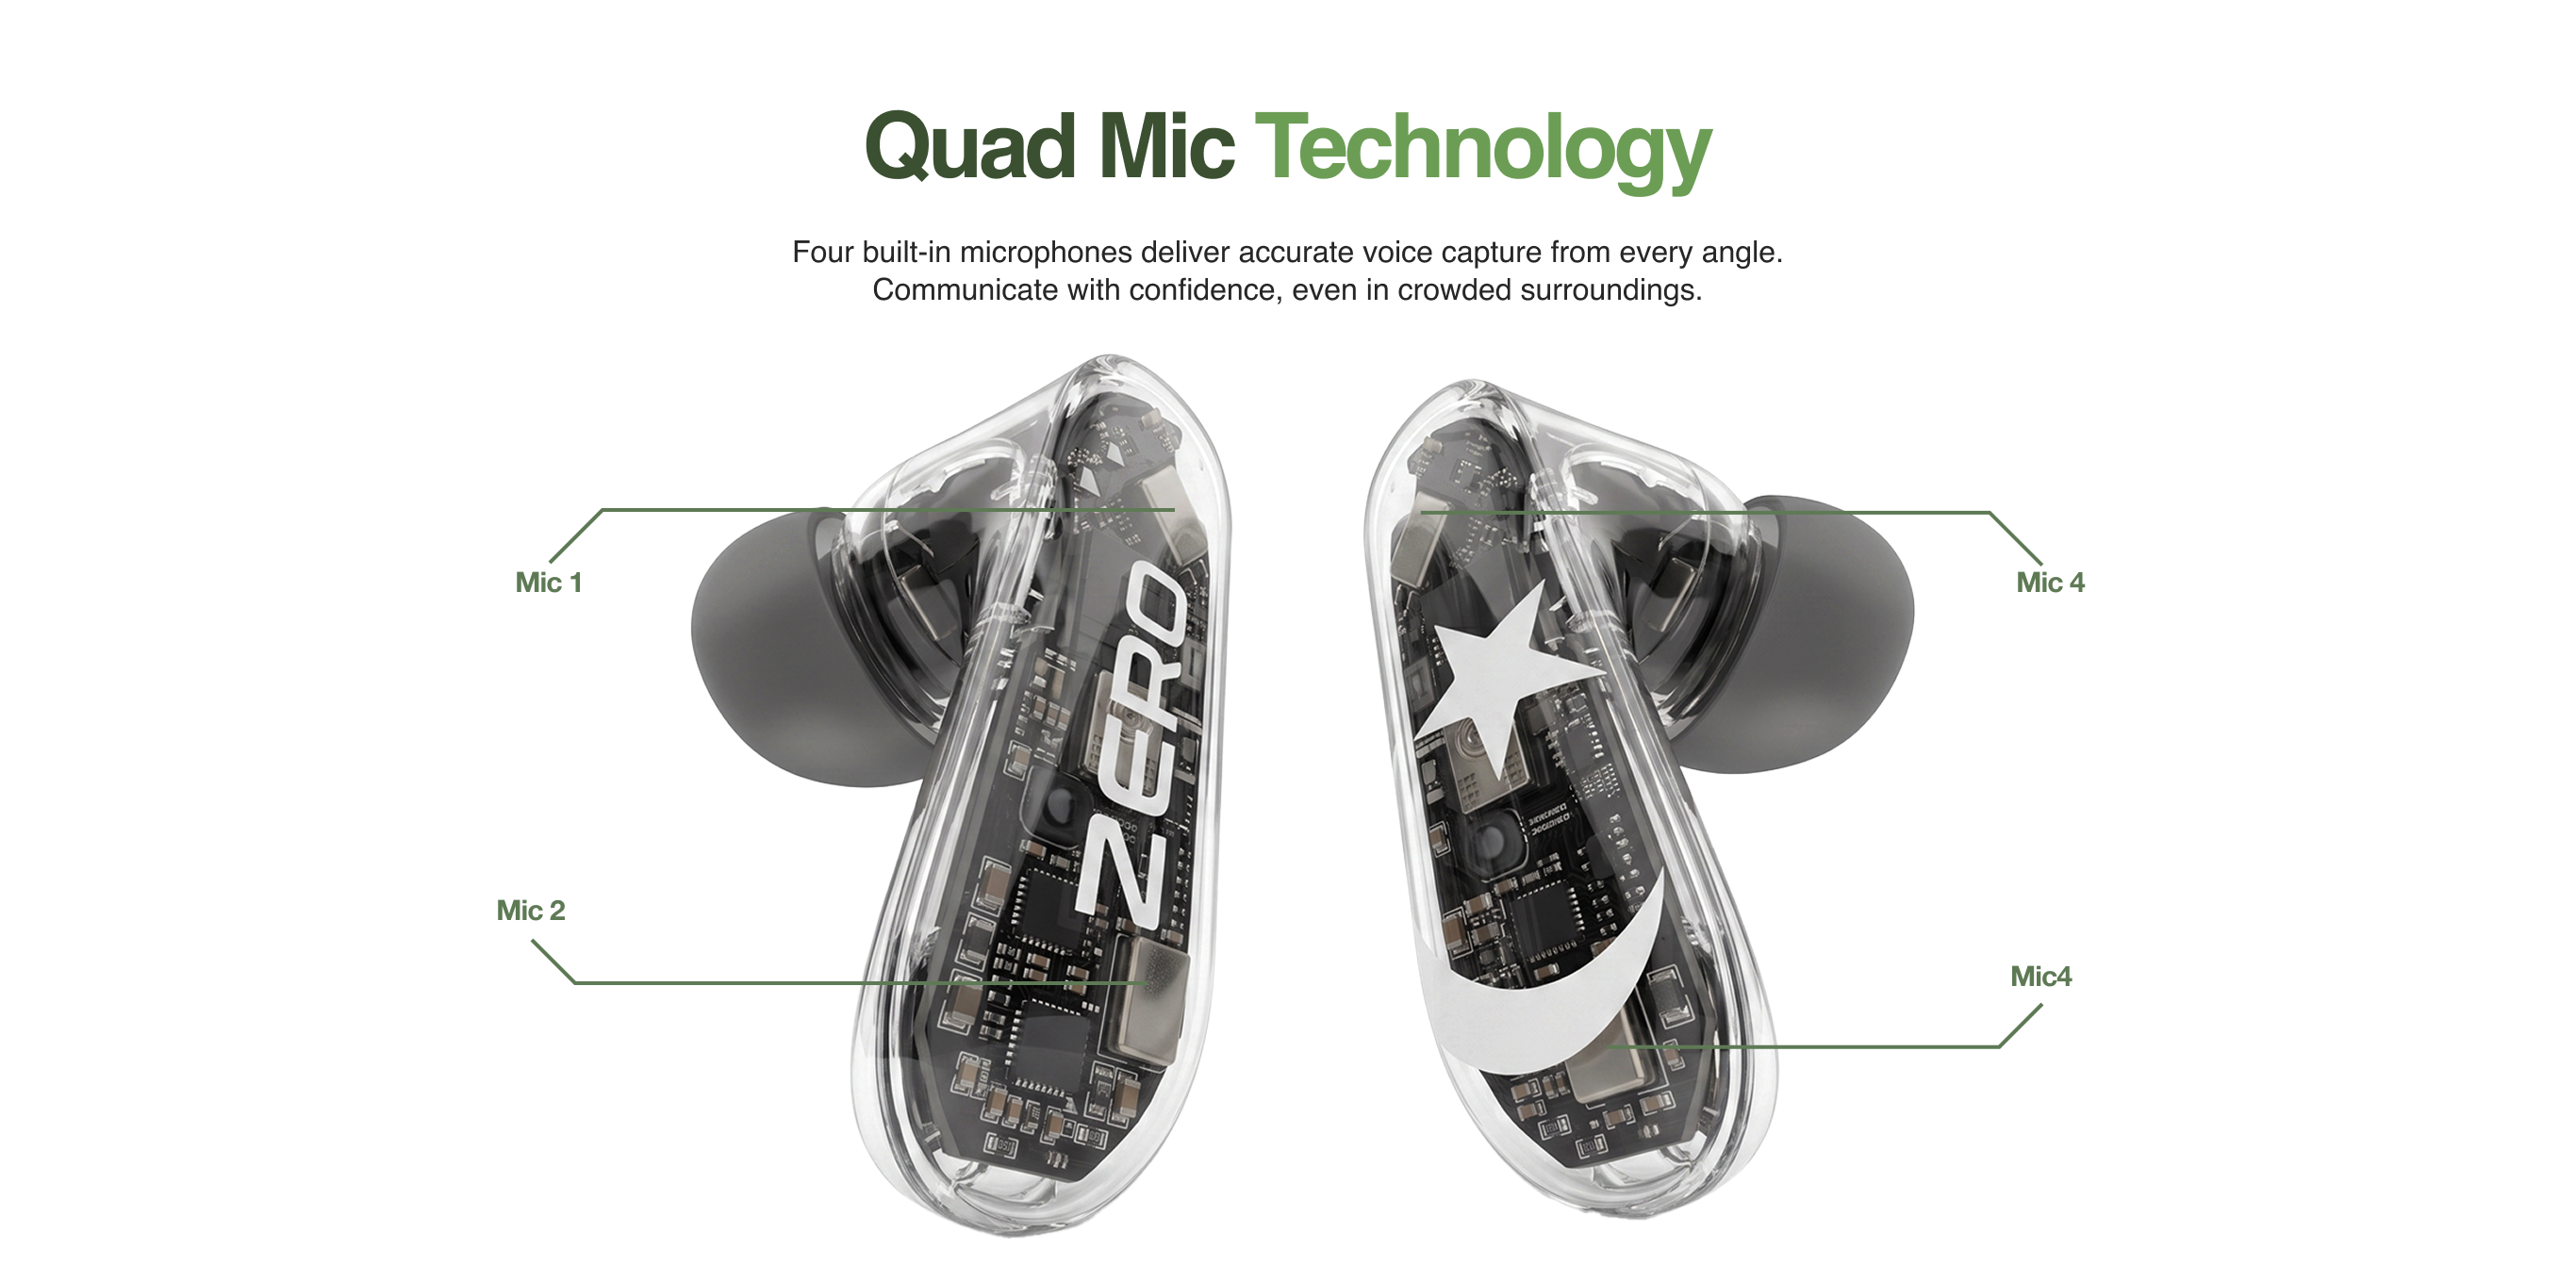 Quad Mic Technology
Four built-in microphones deliver accurate voice capture from every angle.
Communicate with confidence, even in crowded surroundings.
Mic 1
Mic 4
ZERO
Mic 2
Mic4